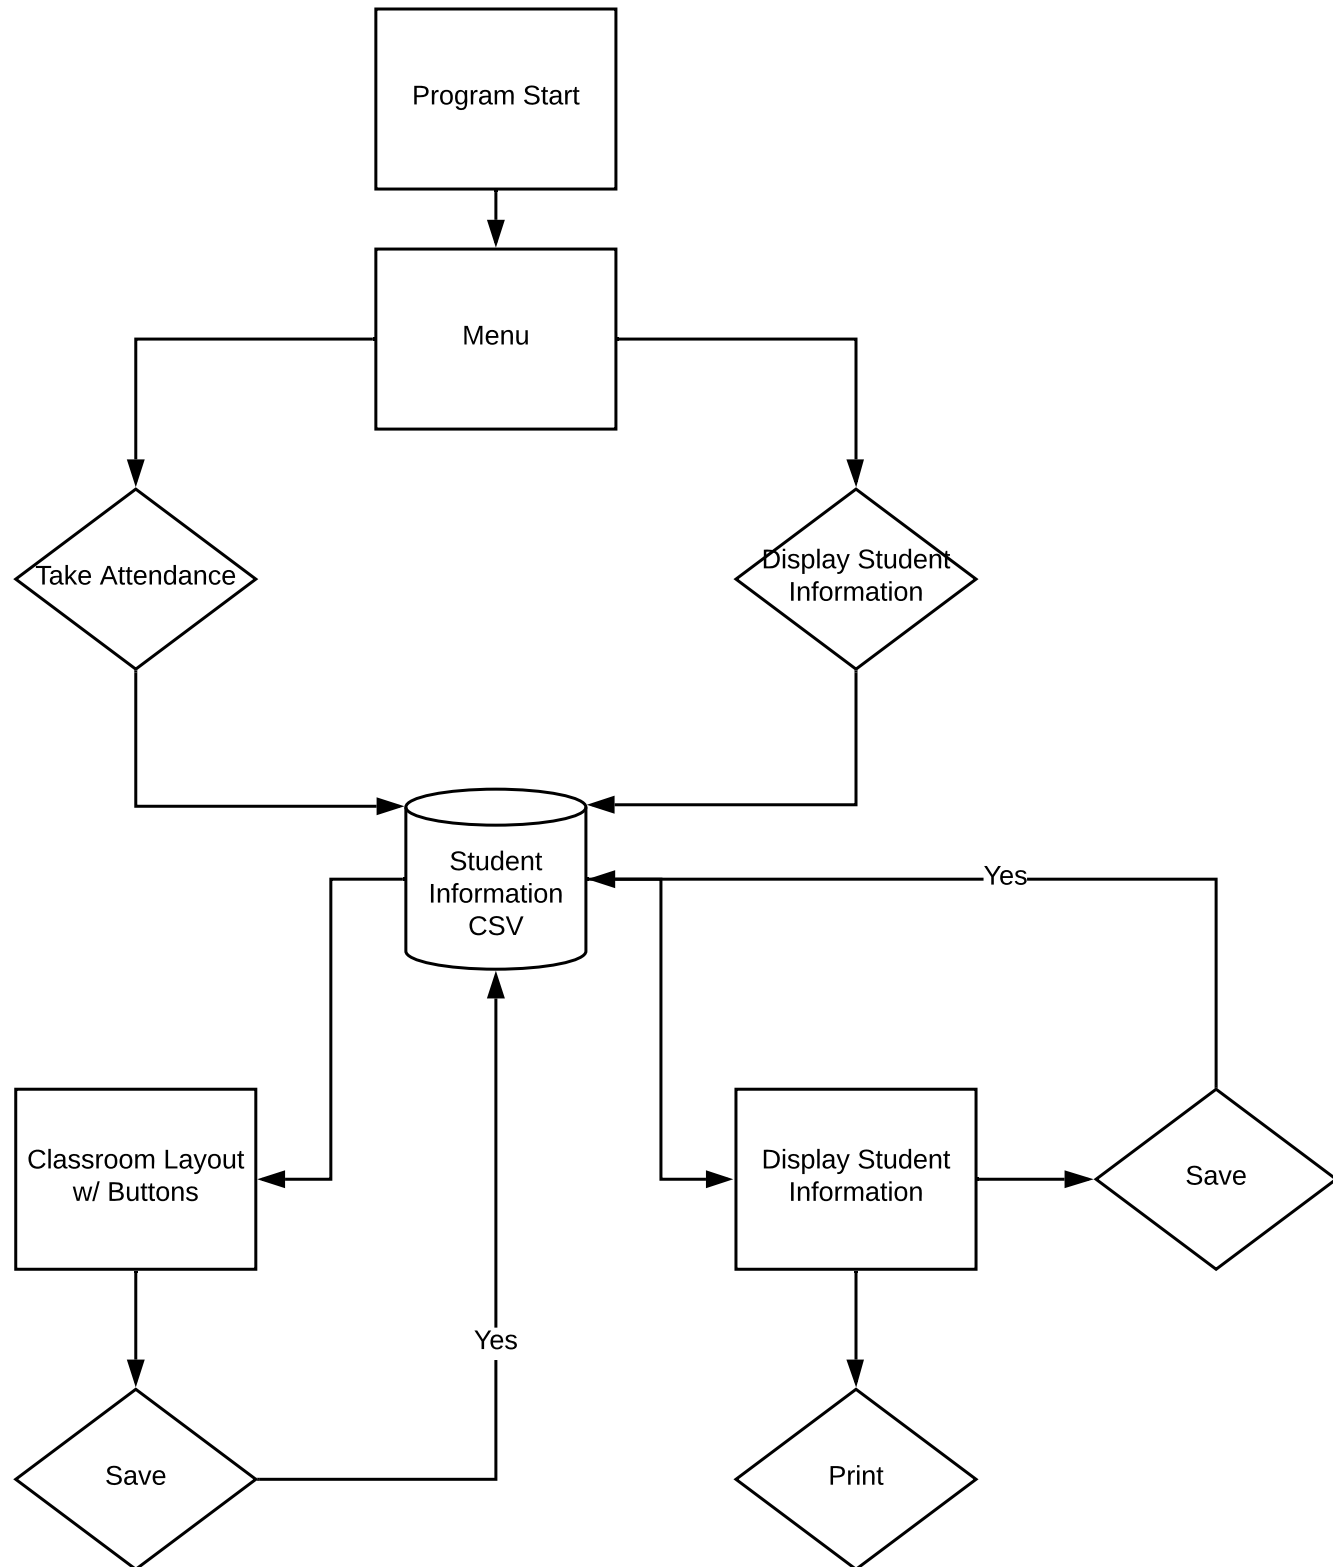 Program Start
Menu
Take Attendance
Display Student
Information
Student
Information
CSV
Yes
Classroom Layout
w/ Buttons
Display Student
Information
Save
Yes
Save
Print